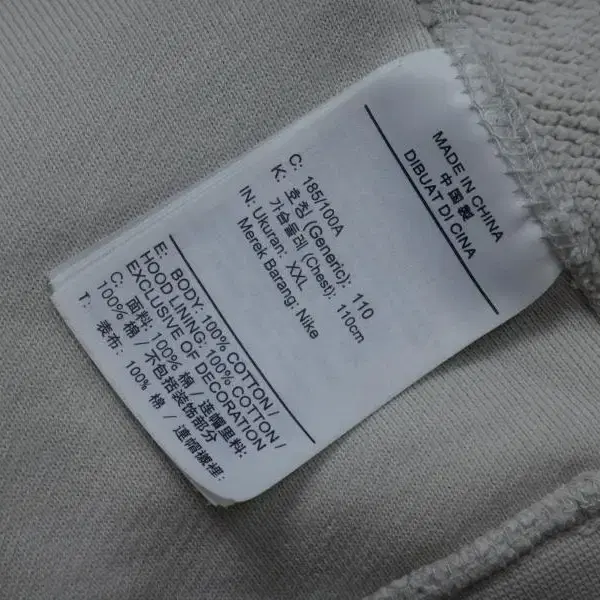 MADE IN CHINA
中国製
DIBUAT DI CINA
C: 185/100A
K: 호칭 (Generic): 110
가슴둘레 (Chest): 110cm
IN: Ukuran: XXL
Merek Barang: Nike
E: BODY: 100% COTTON /
HOOD LINING: 100% COTTON /
EXCLUSIVE OF DECORATION
C: 面料: 100% 棉 / 连帽里料:
100% 棉 / 不包括装饰部分
T: 表布: 100% 棉 / 連帽襯裡: